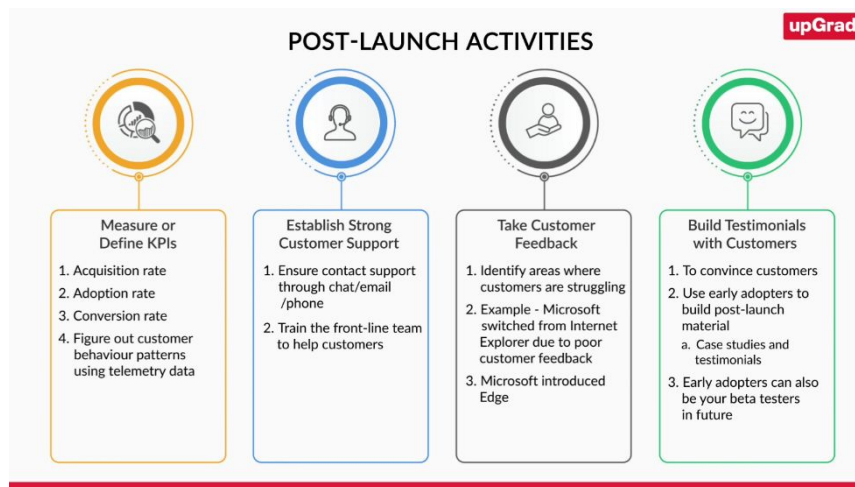 upGrad
POST-LAUNCH ACTIVITIES
Measure or
Define KPIs
1. Acquisition rate
2. Adoption rate
3. Conversion rate
4. Figure out customer
behaviour patterns
using telemetry data
Establish Strong
Customer Support
1. Ensure contact support
through chat/email
/phone
2. Train the front-line team
to help customers
Take Customer
Feedback
1. Identify areas where
customers are struggling
2. Example - Microsoft
switched from Internet
Explorer due to poor
customer feedback
3. Microsoft introduced
Edge
Build Testimonials
with Customers
1. To convince customers
2. Use early adopters to
build post-launch
material
a. Case studies and
testimonials
3. Early adopters can also
be your beta testers
in future